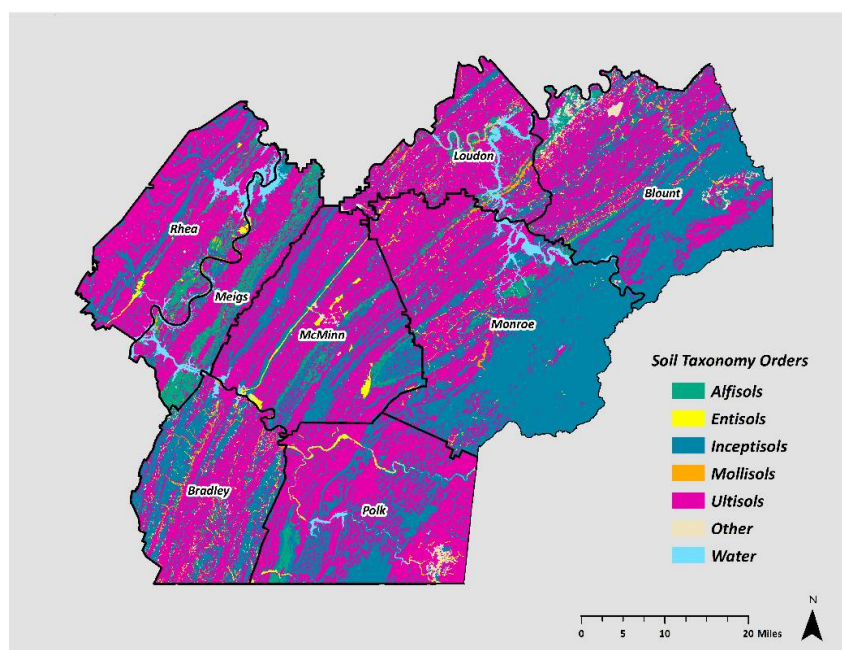 Loudon
Blount
Rhea
Meigs
McMinn
Monroe
Bradley
Polk
Soil Taxonomy Orders
Alfisols
Entisols
Inceptisols
Mollisols
Ultisols
Other
Water
N
0 5 10 20 Miles